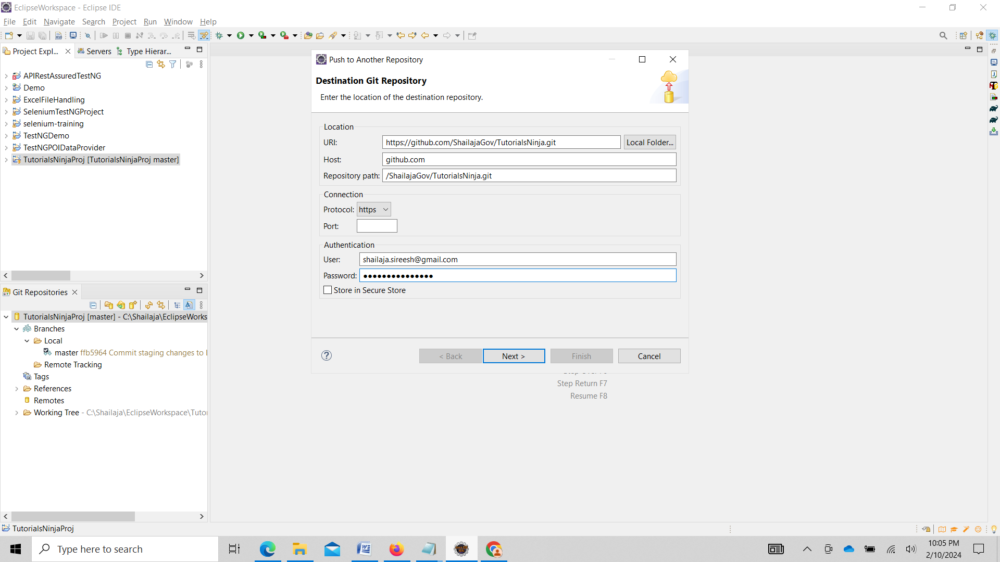 EclipseWorkspace - Eclipse IDE
File Edit Navigate Search Project Run Window Help
Project Expl... Servers Type Hierar...
APIRestAssuredTestNG
Demo
ExcelFileHandling
SeleniumTestNGProject
selenium-training
TestNGDemo
TestNGPOIDataProvider
TutorialsNinjaProj [TutorialsNinjaProj master]
Git Repositories
TutorialsNinjaProj [master] - C:\Shailaja\EclipseWorks
Branches
Local
master ffb5964 Commit staging changes to
Remote Tracking
Tags
References
Remotes
Working Tree - C:\Shailaja\EclipseWorkspace\Tutor
Push to Another Repository
Destination Git Repository
Enter the location of the destination repository.
Location
URI: https://github.com/ShailajaGov/TutorialsNinja.git Local Folder...
Host: github.com
Repository path: /ShailajaGov/TutorialsNinja.git
Connection
Protocol: https
Port:
Authentication
User: shailaja.sireesh@gmail.com
Password: ●●●●●●●●●●●●●●●
Store in Secure Store
< Back Next > Finish Cancel
Step Return F7
Resume F8
TutorialsNinjaProj
Type here to search
10:05 PM
2/10/2024